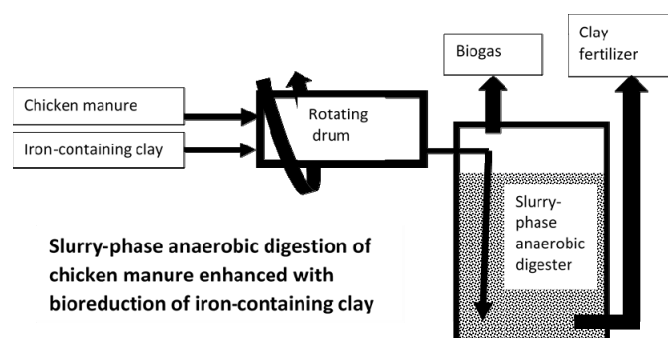 Chicken manure
Iron-containing clay
Rotating
drum
Biogas
Clay
fertilizer
Slurry-
phase
anaerobic
digester
Slurry-phase anaerobic digestion of
chicken manure enhanced with
bioreduction of iron-containing clay